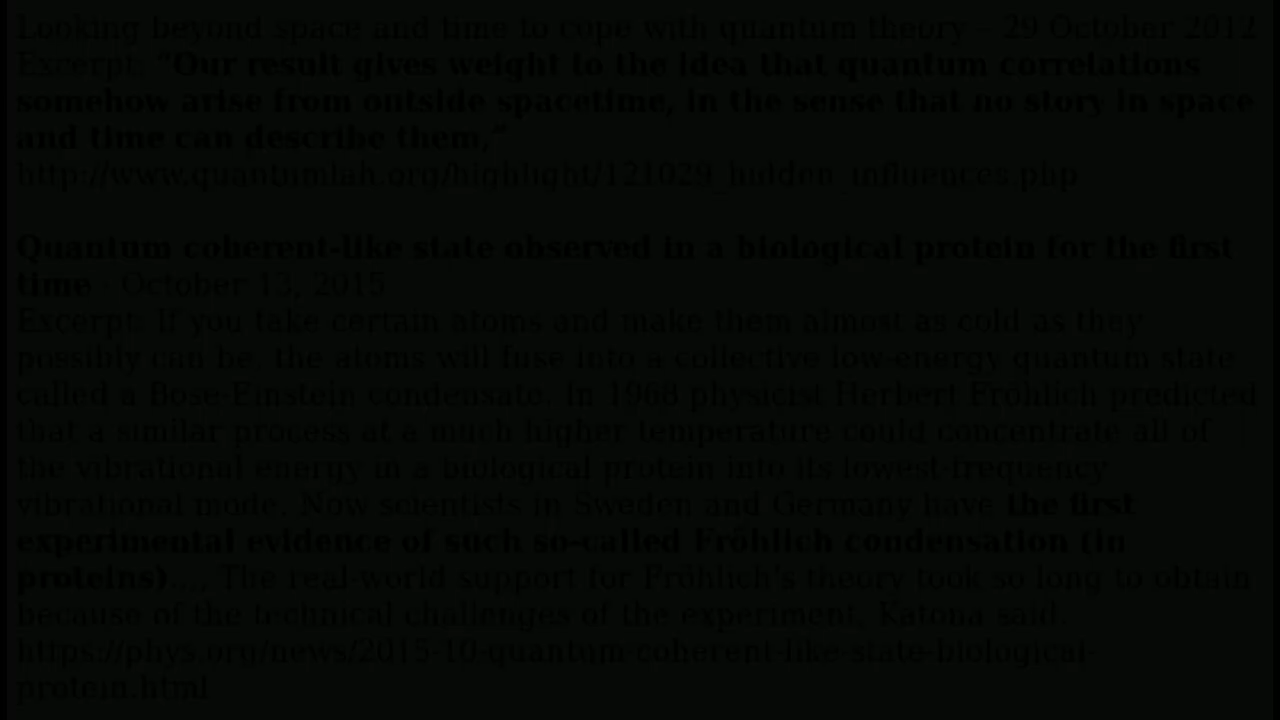 Looking beyond space and time to cope with quantum theory – 29 October 2012
Excerpt: “Our result gives weight to the idea that quantum correlations
somehow arise from outside spacetime, in the sense that no story in space
and time can describe them,”
http://www.quantumlah.org/highlight/121029_hidden_influences.php
Quantum coherent-like state observed in a biological protein for the first
time - October 13, 2015
Excerpt: If you take certain atoms and make them almost as cold as they
possibly can be, the atoms will fuse into a collective low-energy quantum state
called a Bose-Einstein condensate. In 1968 physicist Herbert Fröhlich predicted
that a similar process at a much higher temperature could concentrate all of
the vibrational energy in a biological protein into its lowest-frequency
vibrational mode. Now scientists in Sweden and Germany have the first
experimental evidence of such so-called Fröhlich condensation (in
proteins).... The real-world support for Fröhlich's theory took so long to obtain
because of the technical challenges of the experiment, Katona said.
https://phys.org/news/2015-10-quantum-coherent-like-state-biological-
protein.html